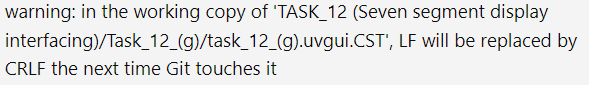 warning: in the working copy of 'TASK_12 (Seven segment display
interfacing)/Task_12_(g)/task_12_(g).uvgui.CST', LF will be replaced by
CRLF the next time Git touches it